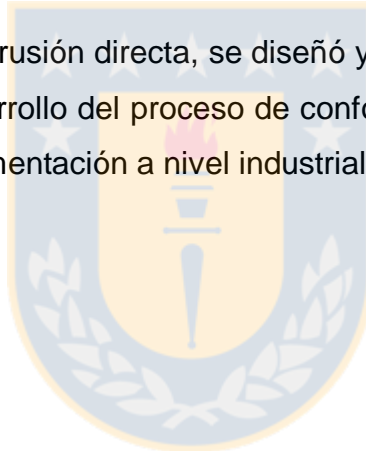 rusión directa, se diseñó y
rrollo del proceso de confo
nentación a nivel industrial